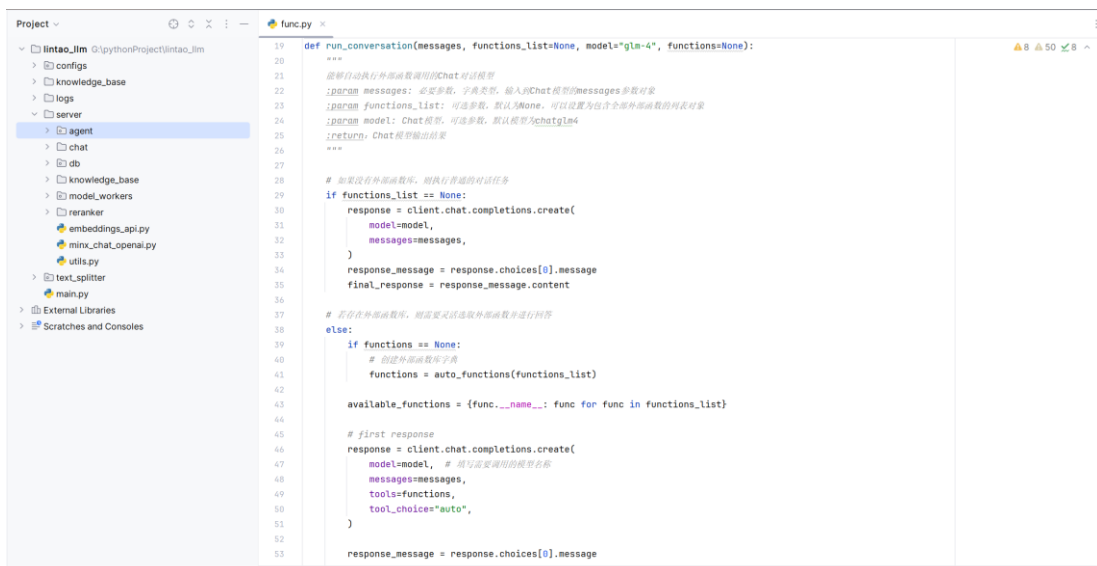 Project
func.py
lintao_llm G:\pythonProject\lintao_llm
configs
knowledge_base
logs
server
agent
chat
db
knowledge_base
model_workers
reranker
embeddings_api.py
minx_chat_openai.py
utils.py
text_splitter
main.py
External Libraries
Scratches and Consoles
8 50 8
19 def run_conversation(messages, functions_list=None, model="glm-4", functions=None):
20 """
21 能够自动执行外部函数调用的Chat对话模型
22 :param messages: 必要参数，字典类型，输入到Chat模型的messages参数对象
23 :param functions_list: 可选参数，默认为None，可以设置为包含全部外部函数的列表对象
24 :param model: Chat模型，可选参数，默认模型为chatglm4
25 :return: Chat模型输出结果
26 """
27
28 # 如果没有外部函数库，则执行普通的对话任务
29 if functions_list == None:
30 response = client.chat.completions.create(
31 model=model,
32 messages=messages,
33 )
34 response_message = response.choices[0].message
35 final_response = response_message.content
36
37 # 若存在外部函数库，则需要灵活选取外部函数并进行回答
38 else:
39 if functions == None:
40 # 创建外部函数库字典
41 functions = auto_functions(functions_list)
42
43 available_functions = {func.__name__: func for func in functions_list}
44
45 # first response
46 response = client.chat.completions.create(
47 model=model, # 填写需要调用的模型名称
48 messages=messages,
49 tools=functions,
50 tool_choice="auto",
51 )
52
53 response_message = response.choices[0].message